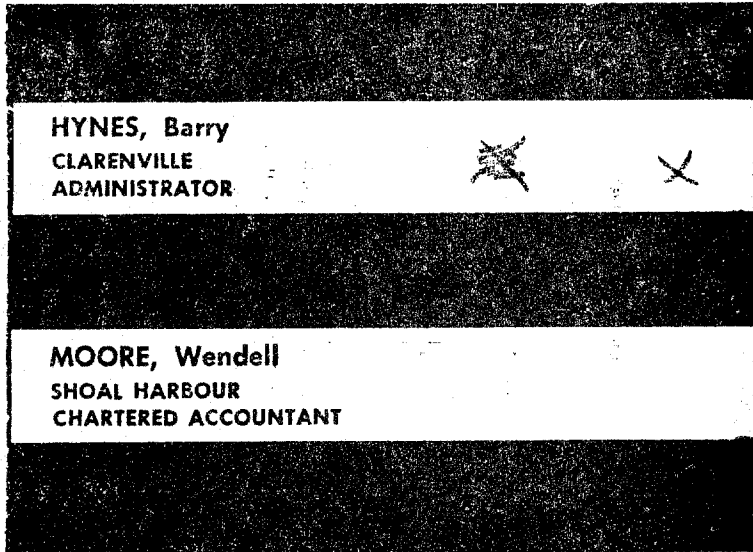 HYNES, Barry
CLARENVILLE
ADMINISTRATOR
MOORE, Wendell
SHOAL HARBOUR
CHARTERED ACCOUNTANT